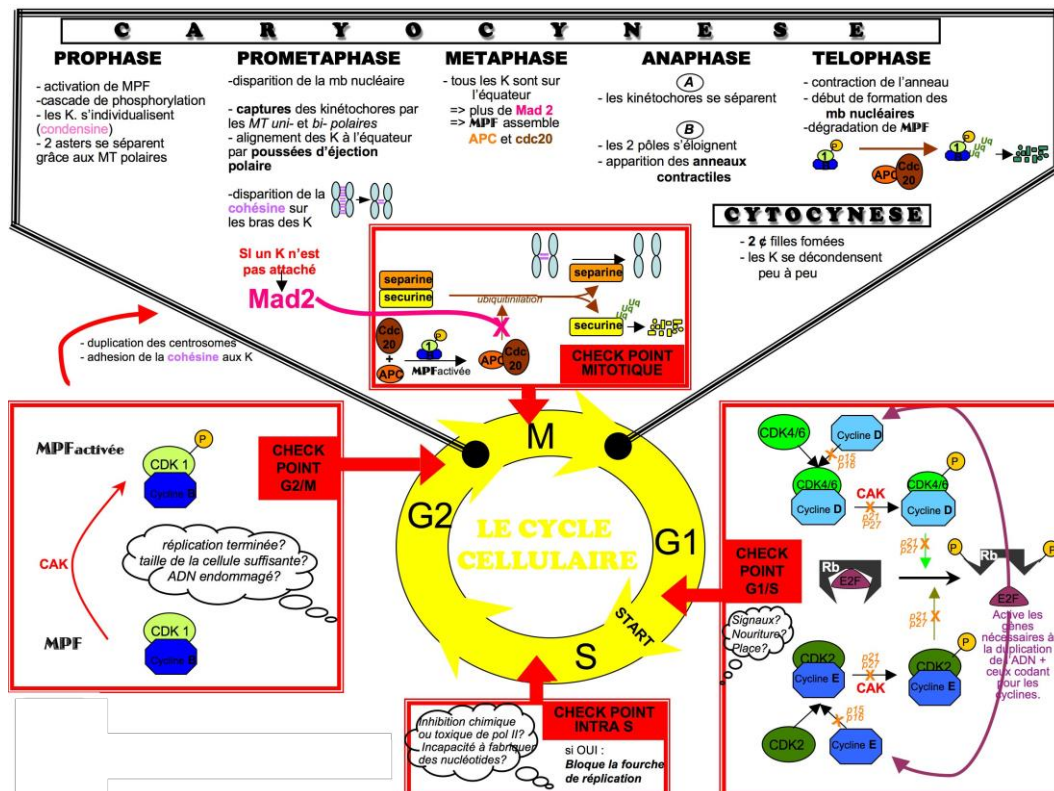 CARYOCYNESE
PROPHASE
- activation de MPF
-cascade de phosphorylation
- les K. s'individualisent
(condensine)
- 2 asters se séparent
grâce aux MT polaires
PROMETAPHASE
-disparition de la mb nucléaire
- captures des kinétochores par
les MT uni- et bi- polaires
- alignement des K à l'équateur
par poussées d'éjection
polaire
-disparition de la
cohésine sur
les bras des K
METAPHASE
- tous les K sont sur
l'équateur
=> plus de Mad 2
=> MPF assemble
APC et cdc20
ANAPHASE
A
- les kinétochores se séparent
B
- les 2 pôles s'éloignent
- apparition des anneaux
contractiles
TELOPHASE
- contraction de l'anneau
- début de formation des
mb nucléaires
-dégradation de MPF
P
1
B
APC
Cdc
20
P
1
B
Uq
Uq
Uq
CYTOCYNESE
- 2 ¢ filles fomées
- les K se décondensent
peu à peu
SI un K n'est
pas attaché
Mad2
separine
securine
ubiquitinilation
separine
securine
Uq
Uq
Uq
Cdc
20
+
APC
P
1
B
MPFactivée
X
APC
Cdc
20
CHECK POINT
MITOTIQUE
- duplication des centrosomes
- adhesion de la cohésine aux K
MPFactivée
P
CDK 1
Cycline B
CAK
réplication terminée?
taille de la cellule suffisante?
ADN endommagé?
MPF
CDK 1
Cycline B
CHECK
POINT
G2/M
M
G2
G1
S
START
LE CYCLE
CELLULAIRE
CHECK
POINT
G1/S
Signaux?
Nouriture?
Place?
CDK4/6
Cycline D
p15
p16
CDK4/6
Cycline D
CAK
p21
P27
P
CDK4/6
Cycline D
p21
p27
Rb
E2F
P
Rb
P
E2F
p21
p27
Active les
gènes
nécessaires à
la duplication
de l'ADN +
ceux codant
pour les
cyclines.
CDK2
Cycline E
p21
p27
CAK
P
CDK2
Cycline E
p15
p16
CDK2
Cycline E
Inhibition chimique
ou toxique de pol II?
Incapacité à fabriquer
des nucléotides?
CHECK POINT
INTRA S
si OUI :
Bloque la fourche
de réplication